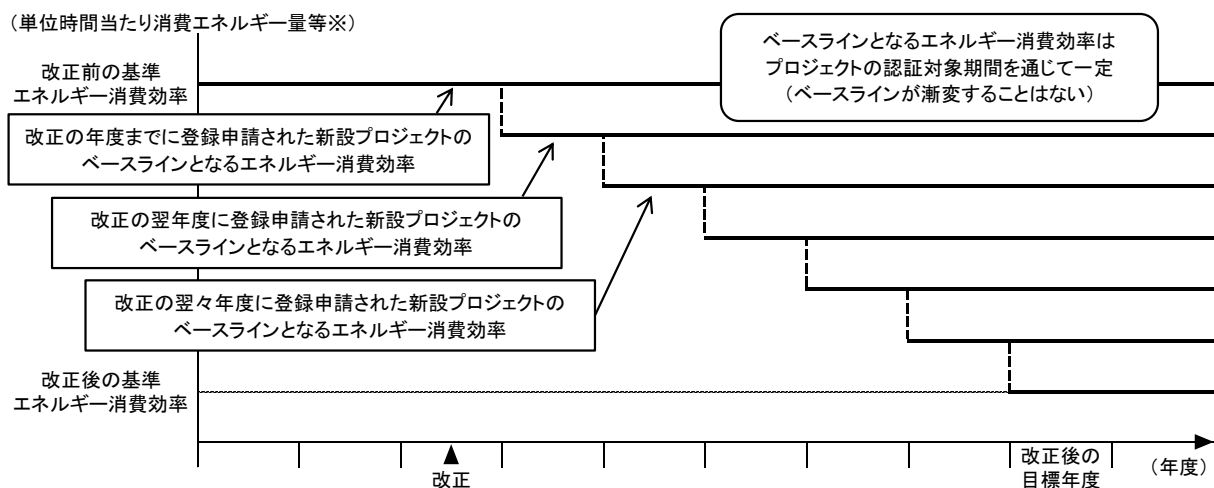 （単位時間当たり消費エネルギー量等※）
ベースラインとなるエネルギー消費効率は
プロジェクトの認証対象期間を通じて一定
（ベースラインが漸変することはない）
改正前の基準
エネルギー消費効率
改正の年度までに登録申請された新設プロジェクトの
ベースラインとなるエネルギー消費効率
改正の翌年度に登録申請された新設プロジェクトの
ベースラインとなるエネルギー消費効率
改正の翌々年度に登録申請された新設プロジェクトの
ベースラインとなるエネルギー消費効率
改正後の基準
エネルギー消費効率
改正
改正後の
目標年度
（年度）